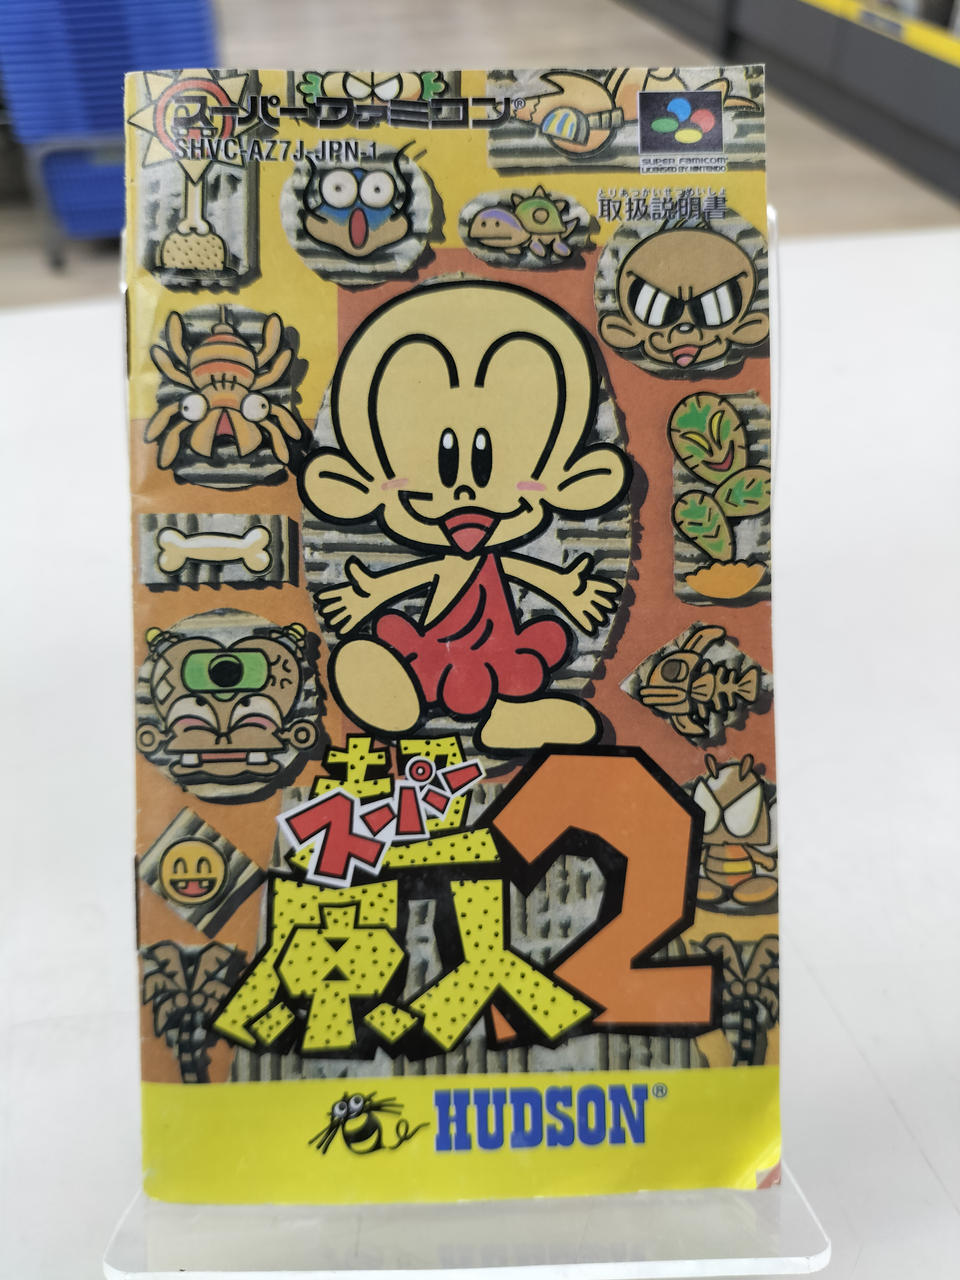 スーパーファミコン®
SHVC-AZ7J-JPN-1
SUPER FAMICOM
LICENSED BY NINTENDO
とりあつかいせつめいしょ
取扱説明書
超
スーパー
原人2
HUDSON®